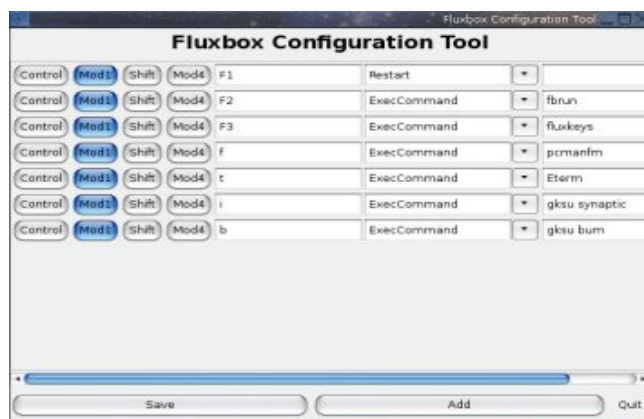 Fluxbox Configuration Tool
Fluxbox Configuration Tool
Control Mod1 Shift Mod4 F1 Restart
Control Mod1 Shift Mod4 F2 ExecCommand fbrun
Control Mod1 Shift Mod4 F3 ExecCommand fluxkeys
Control Mod1 Shift Mod4 f ExecCommand pcmanfm
Control Mod1 Shift Mod4 t ExecCommand Eterm
Control Mod1 Shift Mod4 i ExecCommand gksu synaptic
Control Mod1 Shift Mod4 b ExecCommand gksu bum
Save Add Quit